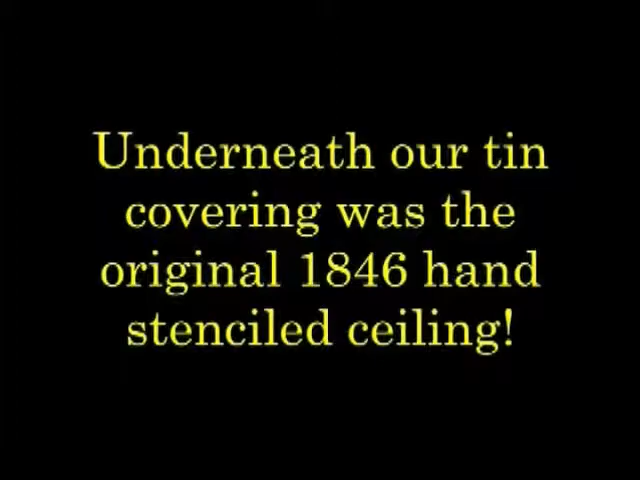 Underneath our tin
covering was the
original 1846 hand
stenciled ceiling!